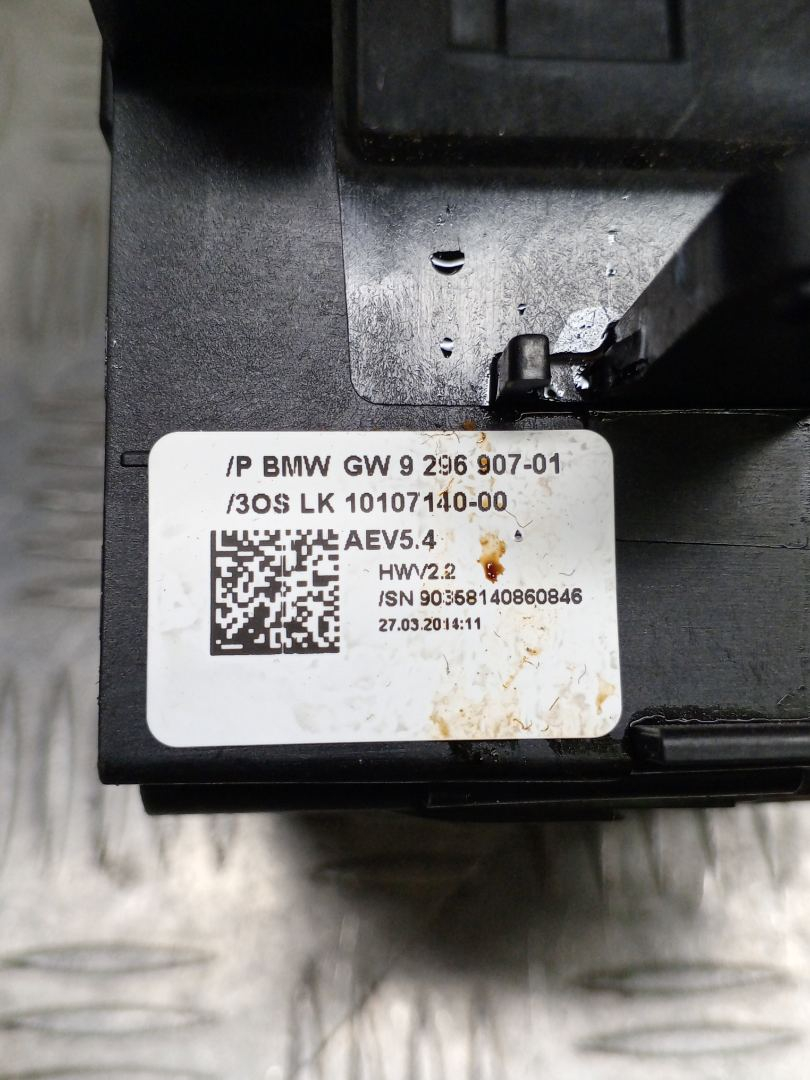 /P BMW GW 9 296 907-01
/3OS LK 10107140-00
AEV5.4
HWV2.2
/SN 90358140860846
27.03.2014:11